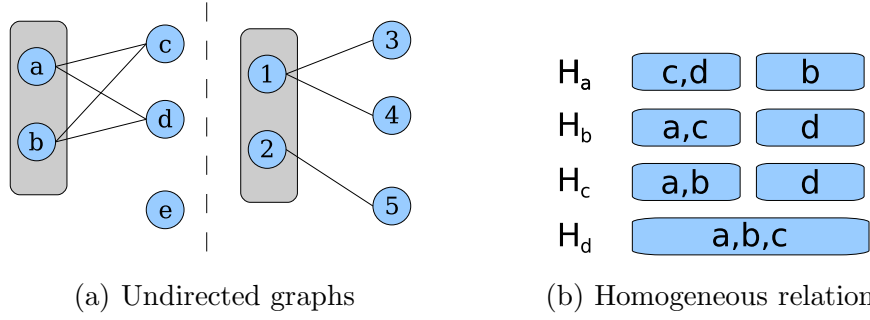 a
b
c
d
e
1
2
3
4
5
(a) Undirected graphs
Ha c,d b
Hb a,c d
Hc a,b d
Hd a,b,c
(b) Homogeneous relation